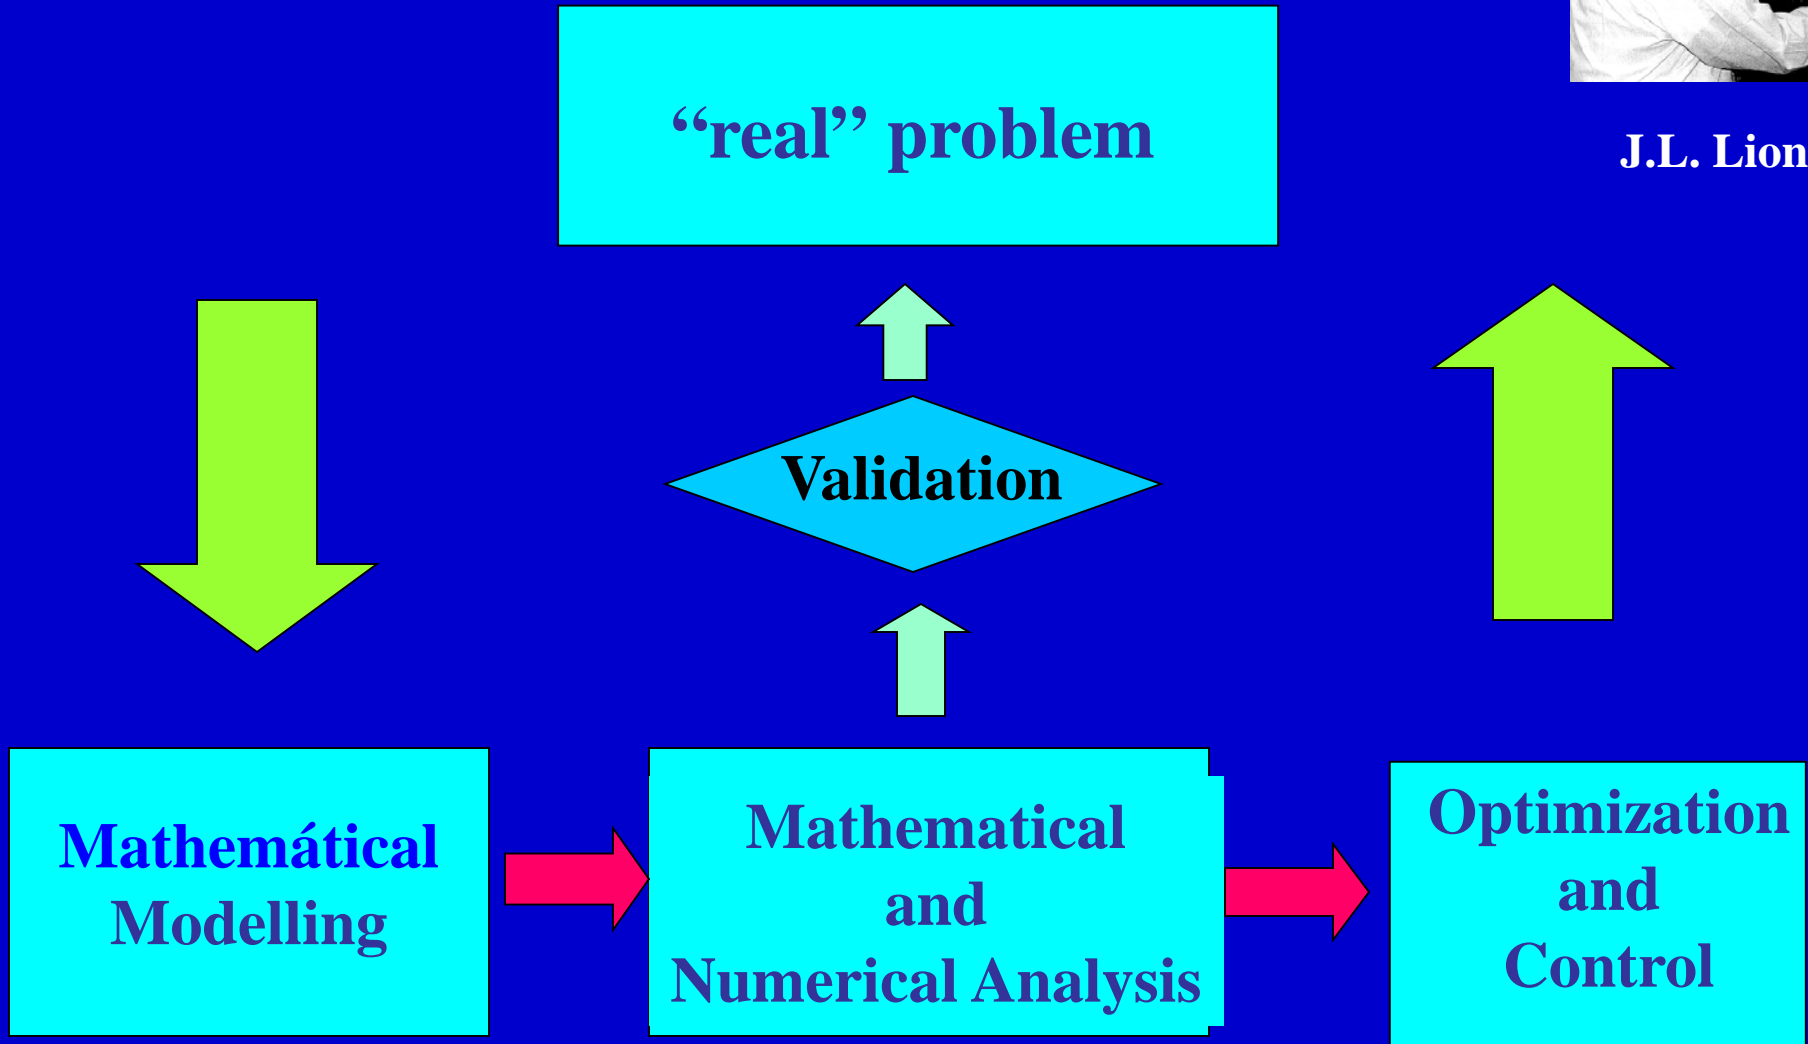 “real” problem
J.L. Lion
Validation
Mathemátical
Modelling
Mathematical
and
Numerical Analysis
Optimization
and
Control